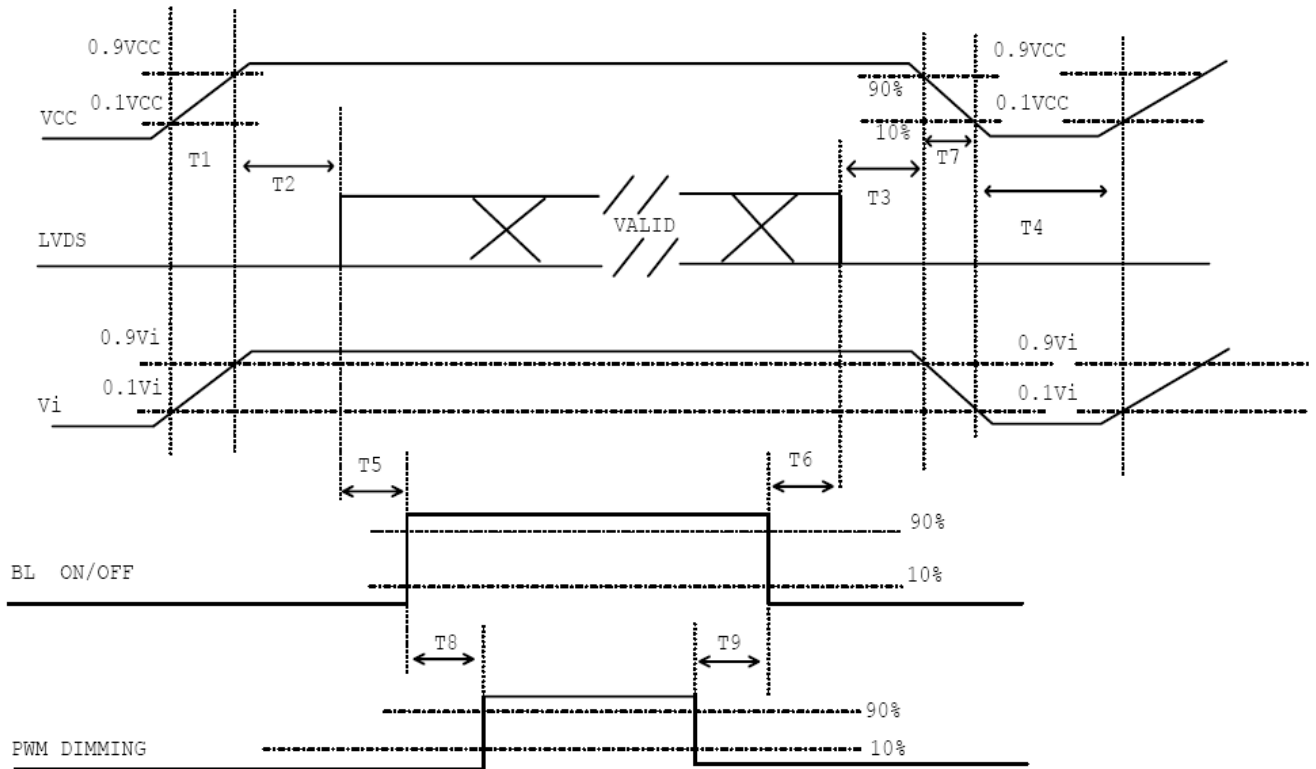 0.9VCC
0.9VCC
90%
0.1VCC
0.1VCC
VCC
10%
T1
T7
T2
T3
VALID
T4
LVDS
0.9Vi
0.9Vi
0.1Vi
0.1Vi
Vi
T5
T6
90%
BL ON/OFF
10%
T8
T9
90%
PWM DIMMING
10%